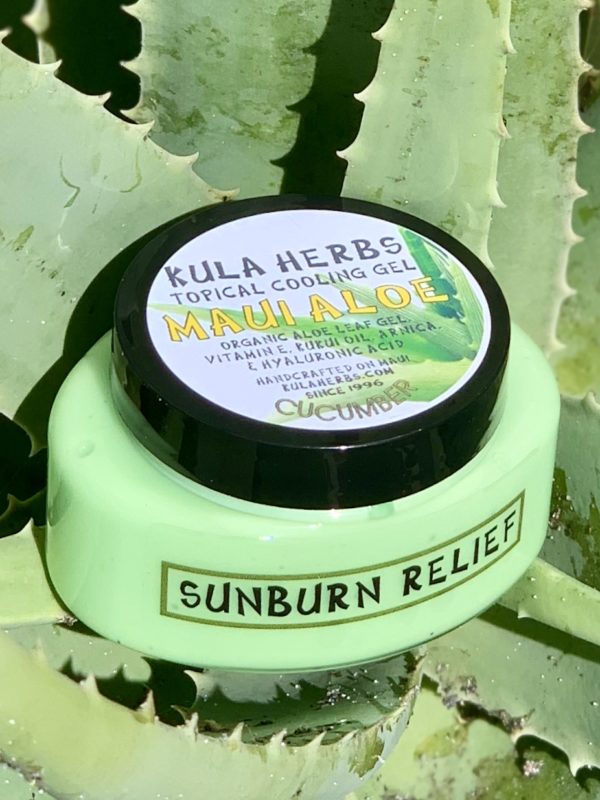 KULA HERBS
TOPICAL COOLING GEL
MAUI ALOE
ORGANIC ALOE LEAF GEL,
VITAMIN E, KUKUI OIL, ARNICA,
& HYALURONIC ACID
HANDCRAFTED ON MAUI
KULAHERBS.COM
SINCE 1996
CUCUMBER
SUNBURN RELIEF